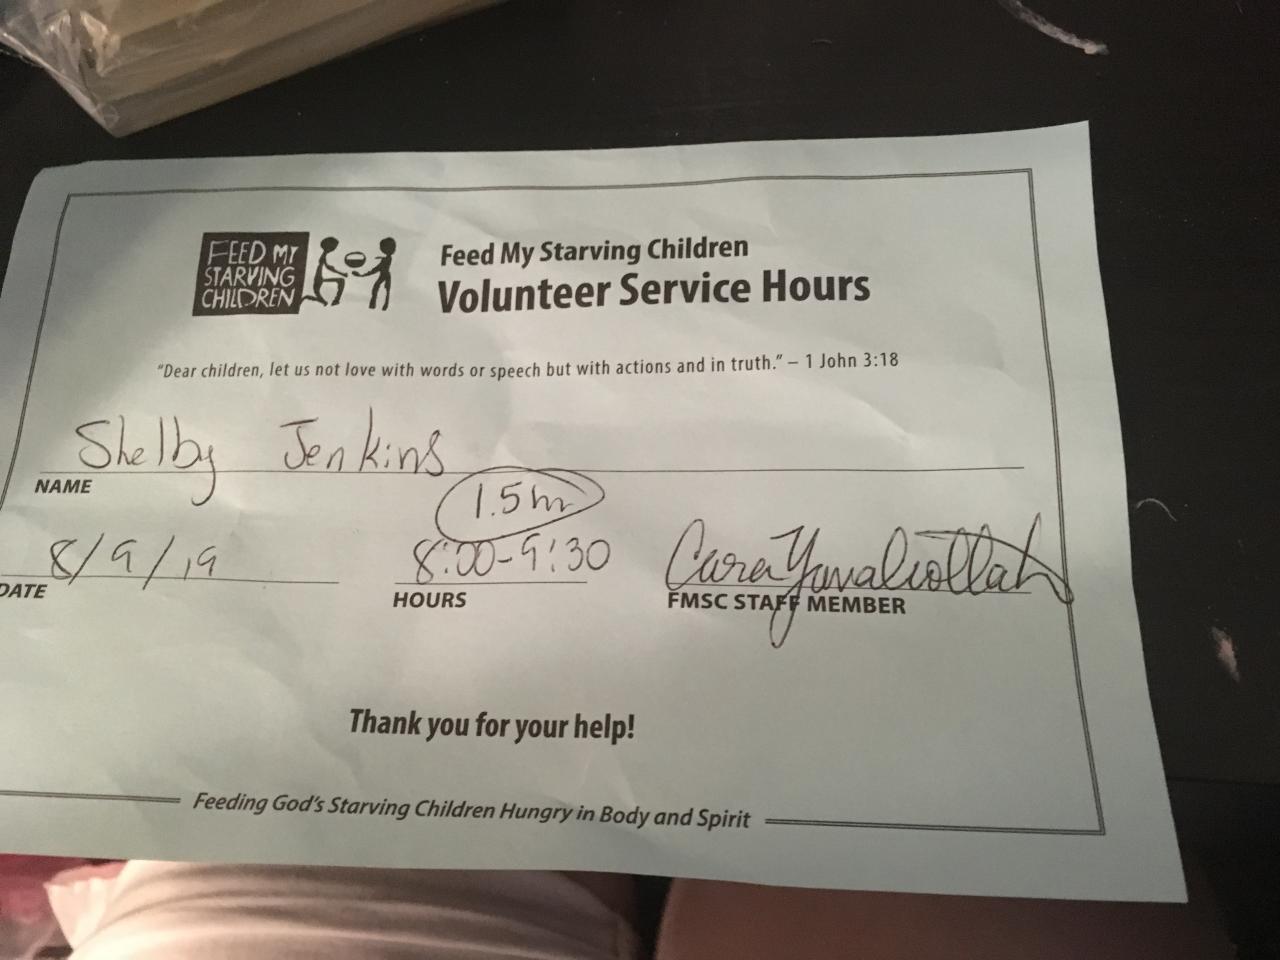 FEED MY
STARVING
CHILDREN
Feed My Starving Children
Volunteer Service Hours
“Dear children, let us not love with words or speech but with actions and in truth.” – 1 John 3:18
Shelby Jenkins
NAME
1.5 hr
8/9/19
8:00-9:30
Cara
DATE
HOURS
FMSC STAFF MEMBER
Thank you for your help!
Feeding God's Starving Children Hungry in Body and Spirit